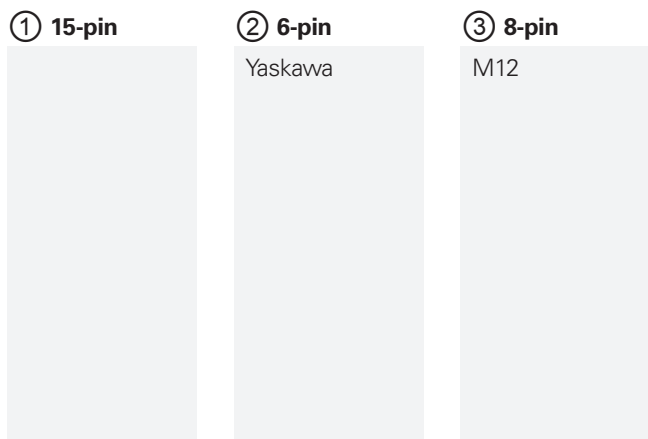 ① 15-pin
② 6-pin
③ 8-pin
Yaskawa
M12